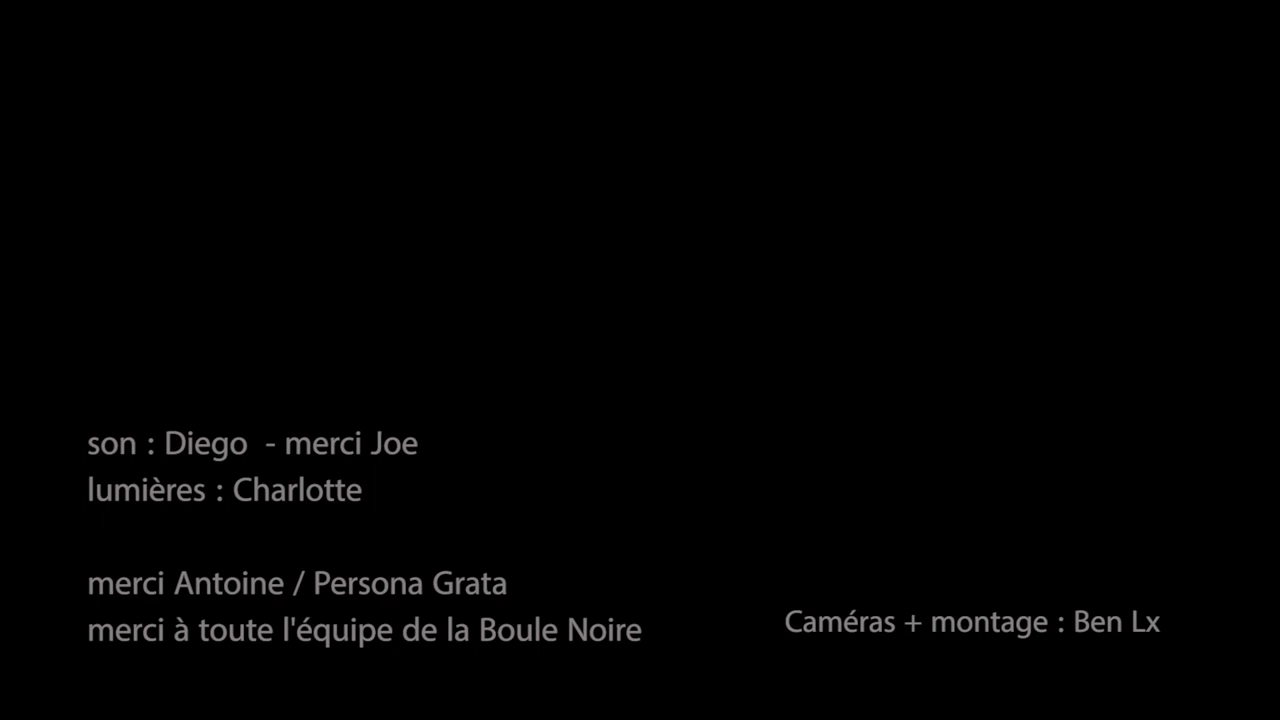 son : Diego  - merci Joe
lumières : Charlotte
merci Antoine / Persona Grata
merci à toute l'équipe de la Boule Noire
Caméras + montage : Ben Lx